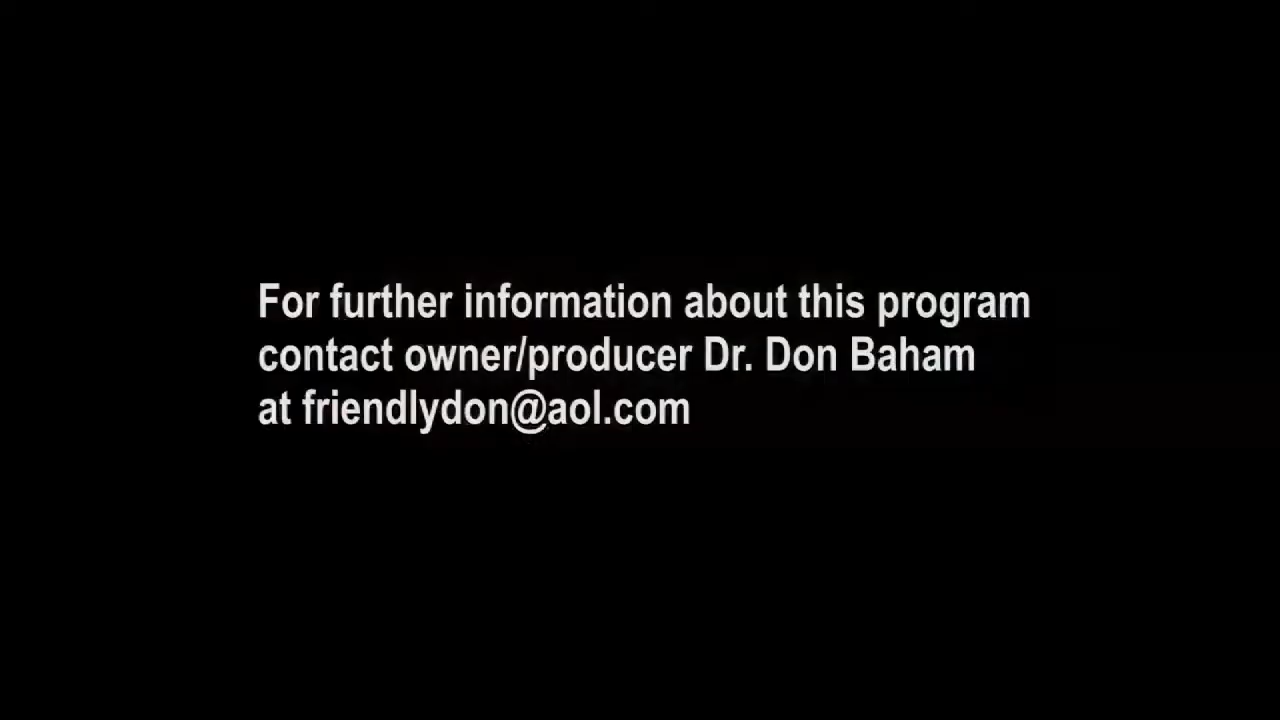 For further information about this program
contact owner/producer Dr. Don Baham
at friendlydon@aol.com